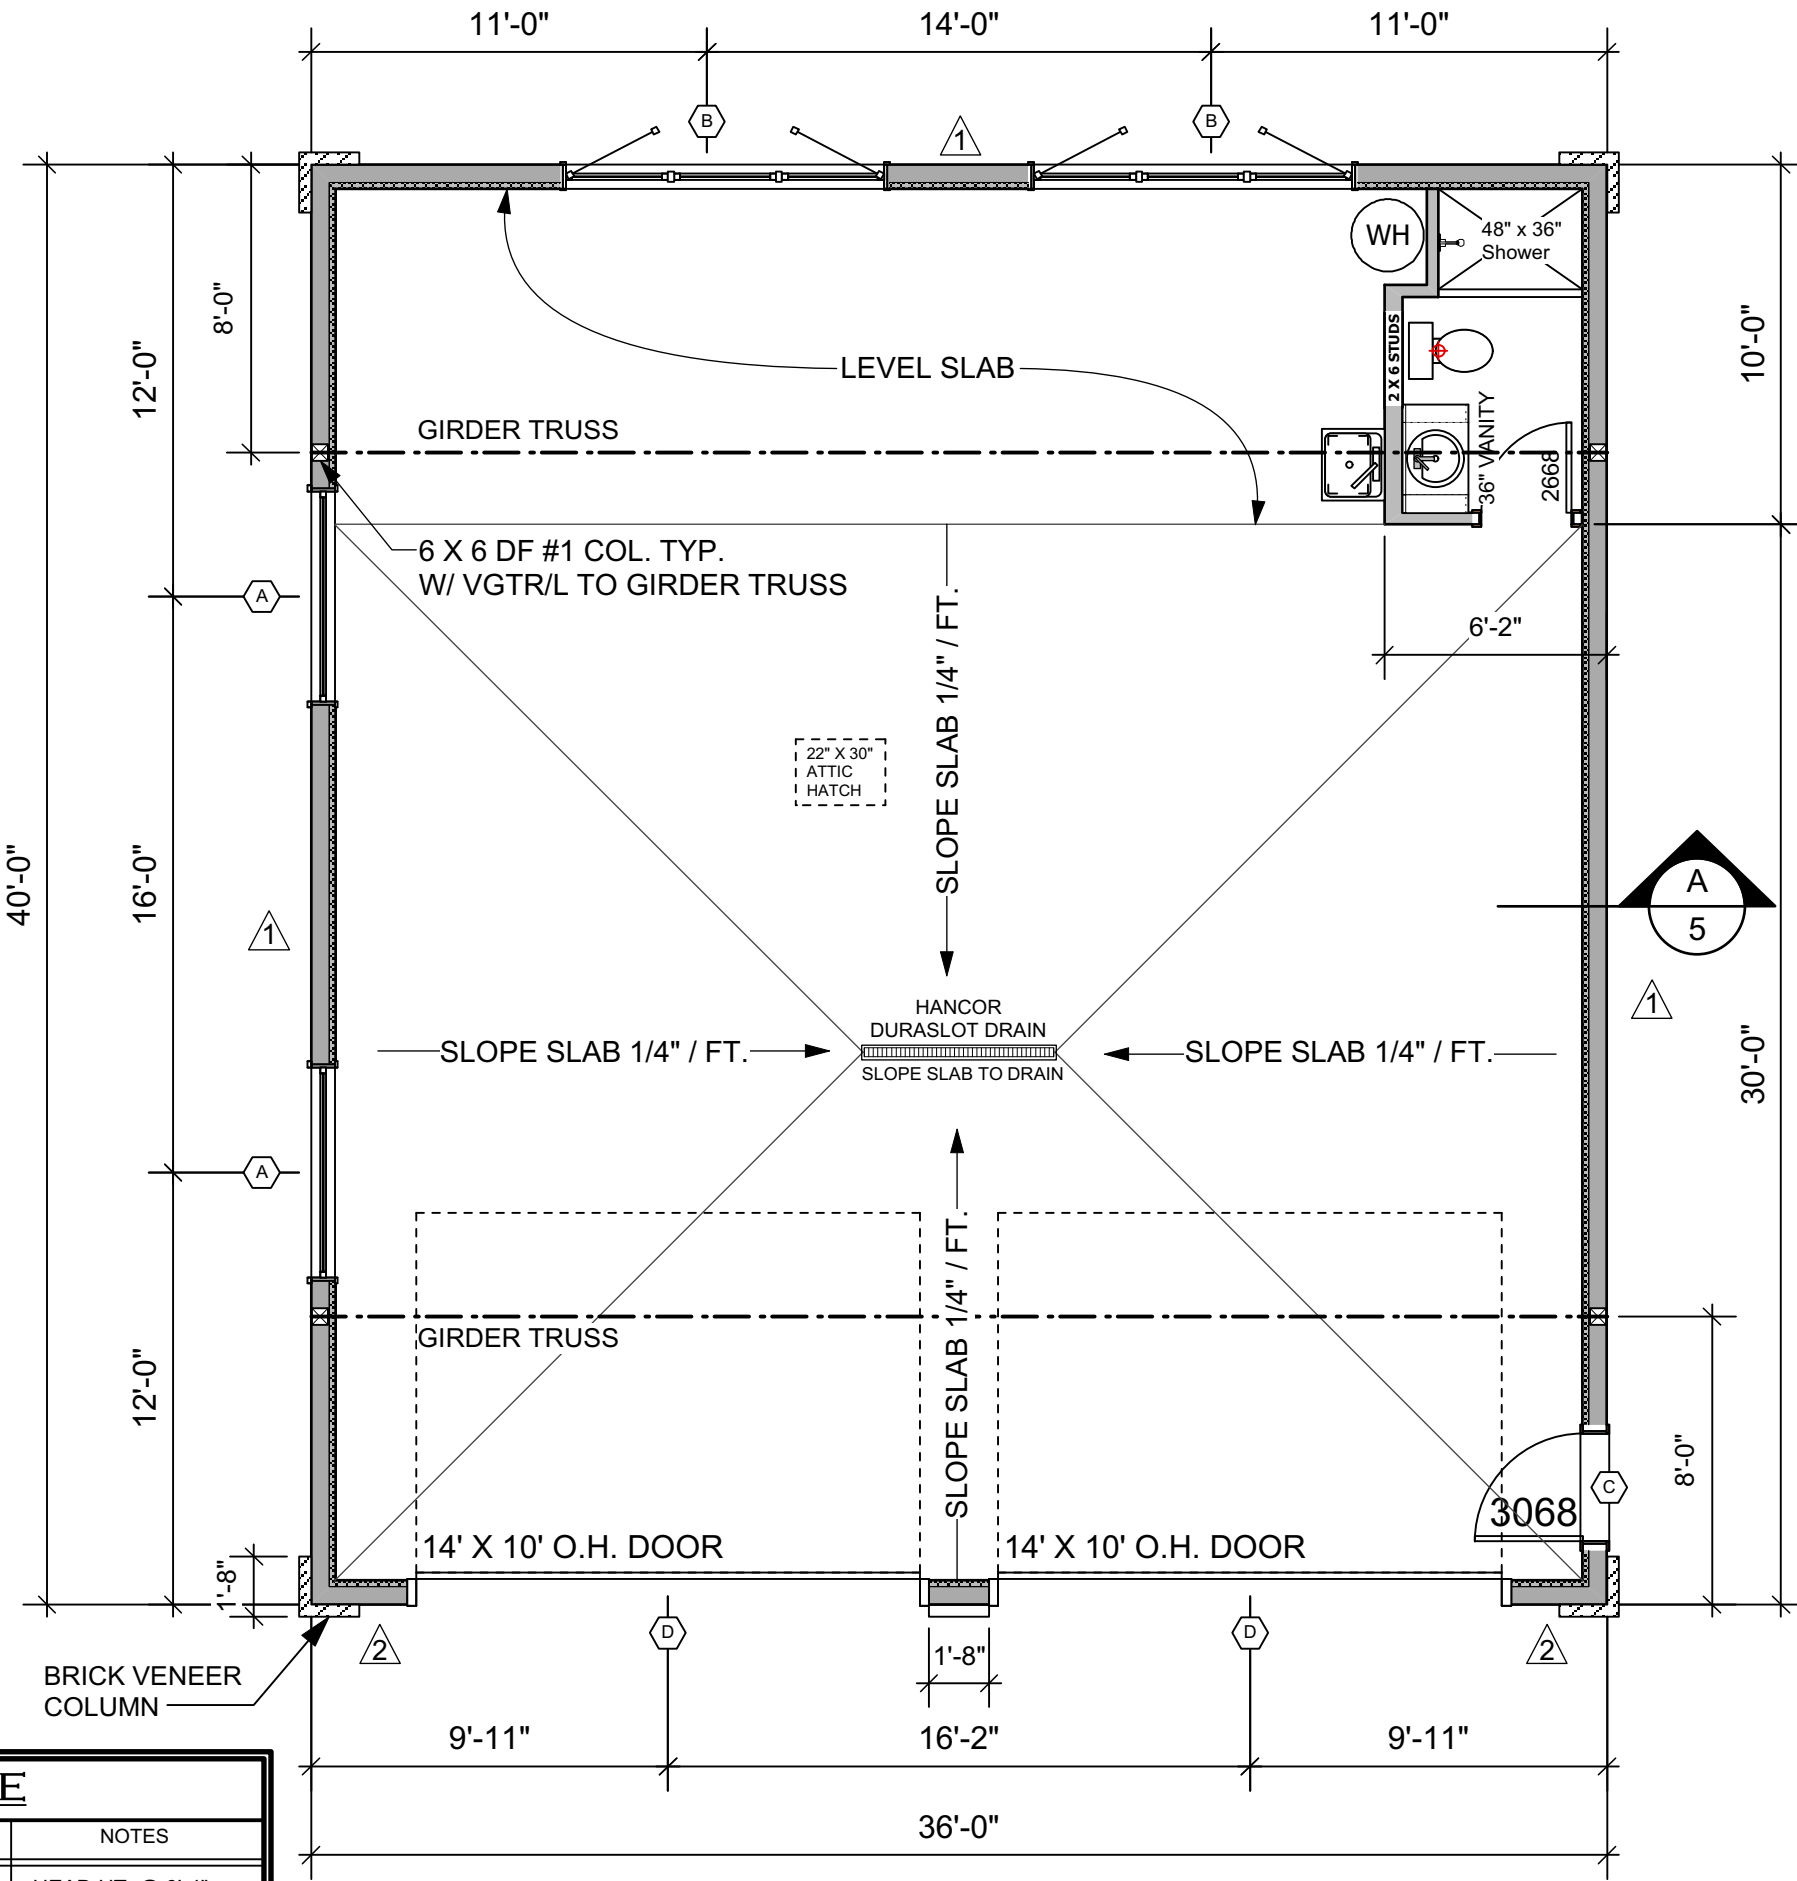 11'-0"
14'-0"
11'-0"
B
B
1
48" x 36"
Shower
WH
8'-0"
12'-0"
10'-0"
2 X 6 STUDS
LEVEL SLAB
GIRDER TRUSS
36" VANITY
2668
6 X 6 DF #1 COL. TYP.
W/ VGTR/L TO GIRDER TRUSS
A
6'-2"
SLOPE SLAB 1/4" / FT.
22" X 30"
ATTIC
HATCH
40'-0"
16'-0"
1
A
5
1
HANCOR
DURASLOT DRAIN
SLOPE SLAB 1/4" / FT.
SLOPE SLAB 1/4" / FT.
SLOPE SLAB TO DRAIN
30'-0"
A
SLOPE SLAB 1/4" / FT.
GIRDER TRUSS
12'-0"
8'-0"
C
3068
14' X 10' O.H. DOOR
14' X 10' O.H. DOOR
1'-8"
2
D
D
2
1'-8"
BRICK VENEER
COLUMN
9'-11"
16'-2"
9'-11"
36'-0"
E
NOTES